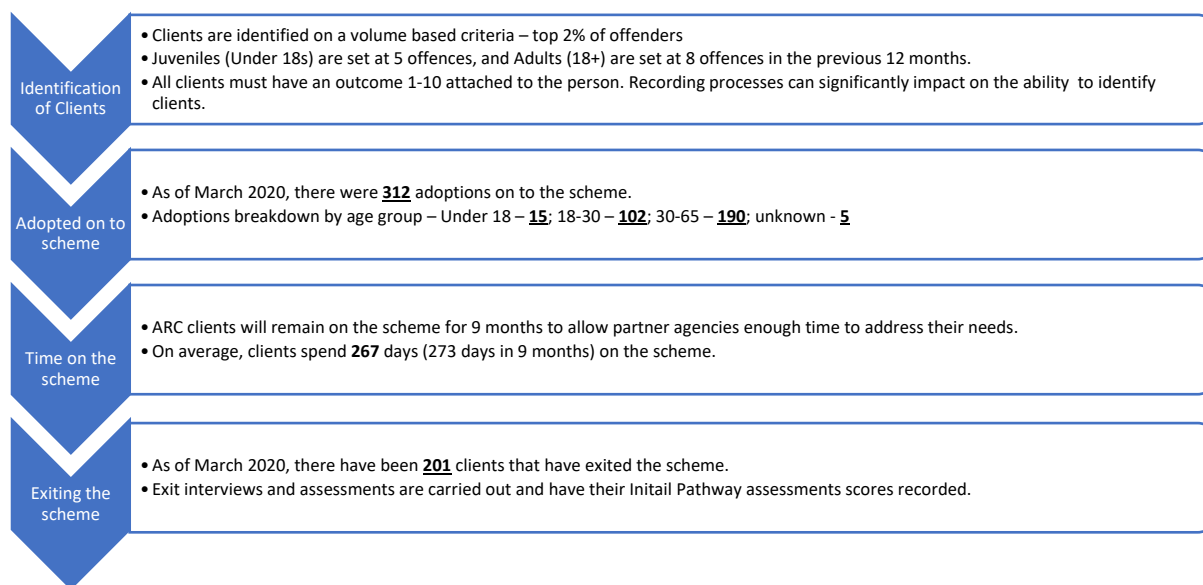 Identification
of Clients
• Clients are identified on a volume based criteria – top 2% of offenders
• Juveniles (Under 18s) are set at 5 offences, and Adults (18+) are set at 8 offences in the previous 12 months.
• All clients must have an outcome 1-10 attached to the person. Recording processes can significantly impact on the ability to identify
clients.
Adopted on to
scheme
• As of March 2020, there were 312 adoptions on to the scheme.
• Adoptions breakdown by age group – Under 18 – 15; 18-30 – 102; 30-65 – 190; unknown - 5
Time on the
scheme
• ARC clients will remain on the scheme for 9 months to allow partner agencies enough time to address their needs.
• On average, clients spend 267 days (273 days in 9 months) on the scheme.
Exiting the
scheme
• As of March 2020, there have been 201 clients that have exited the scheme.
• Exit interviews and assessments are carried out and have their Initail Pathway assessments scores recorded.